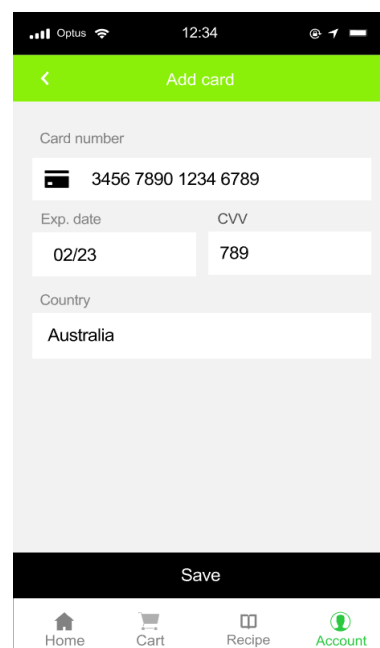 Optus 12:34
Add card
Card number
3456 7890 1234 6789
Exp. date CVV
02/23 789
Country
Australia
Save
Home Cart Recipe Account